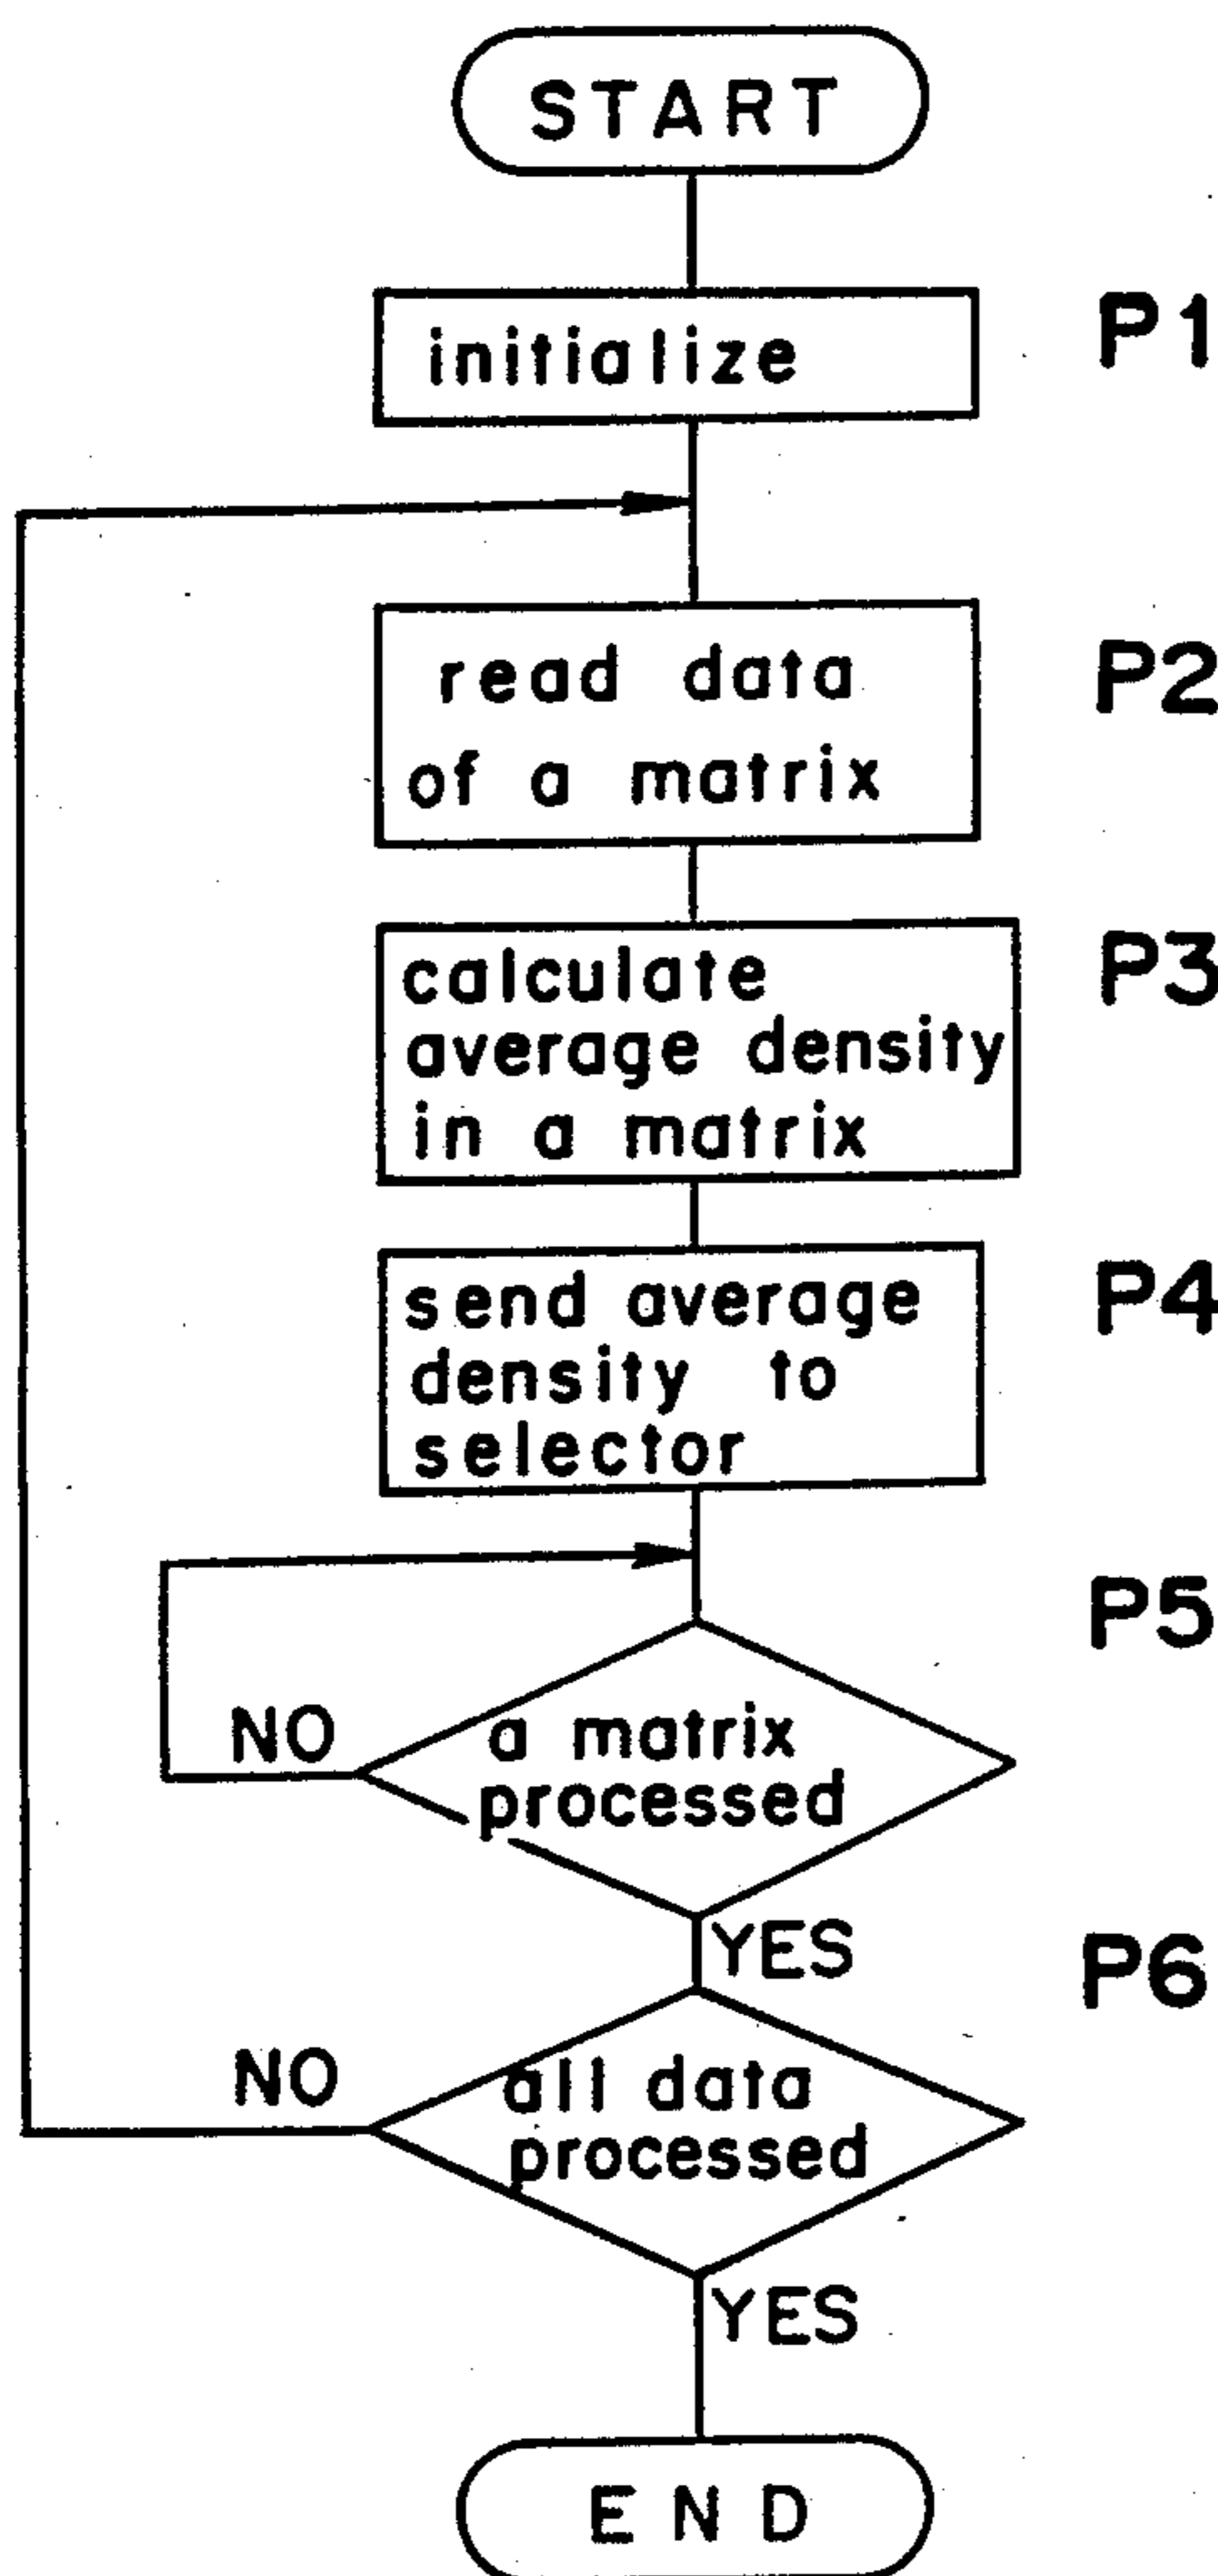 START
initialize
P1
read data
of a matrix
P2
calculate
average density
in a matrix
P3
send average
density to
selector
P4
a matrix
processed
P5
NO
YES
all data
processed
P6
NO
YES
END